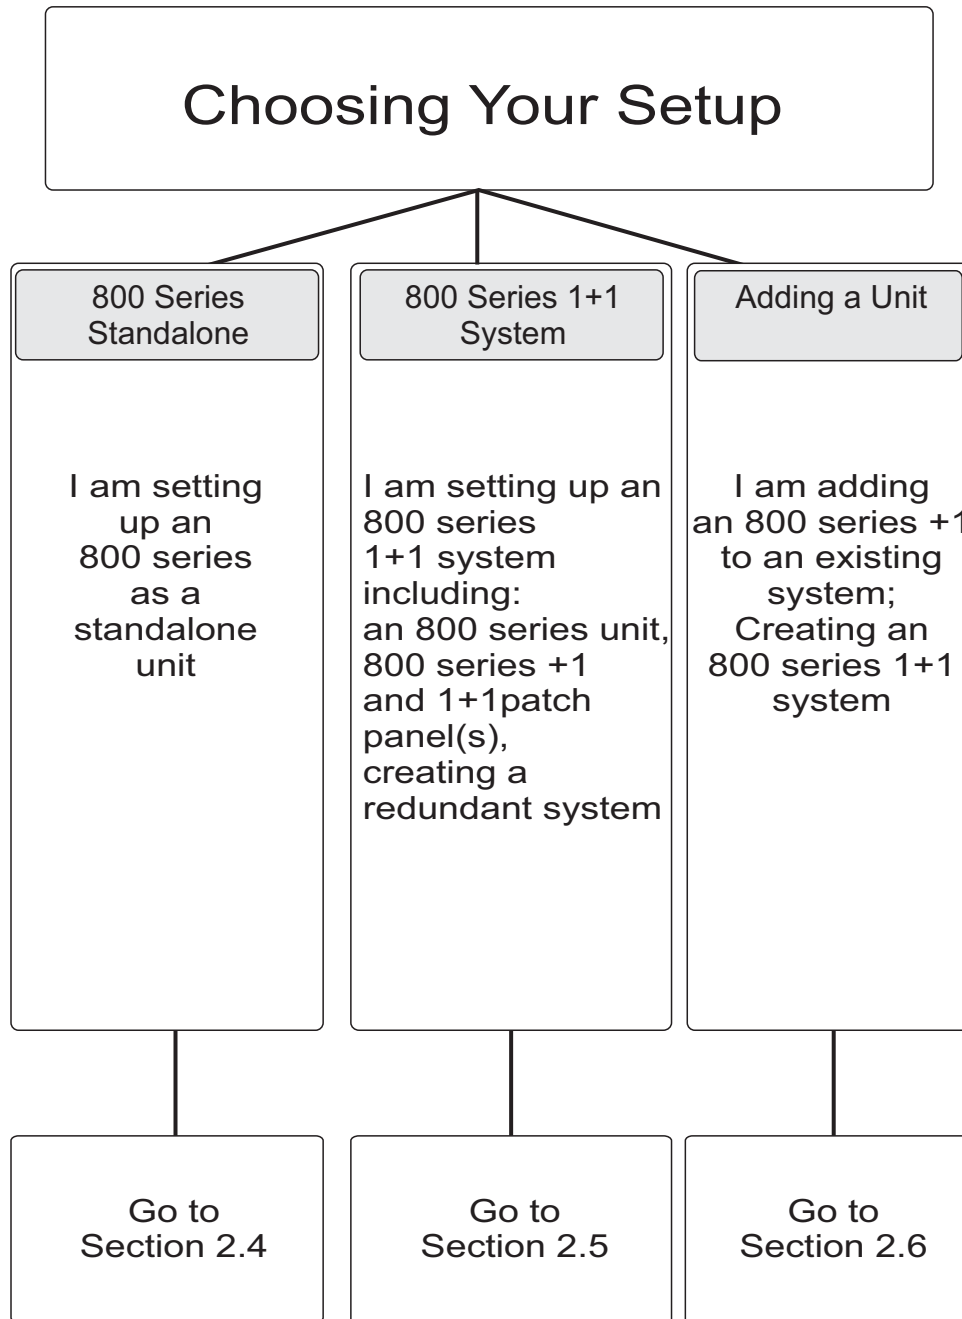 Choosing Your Setup
800 Series
Standalone
I am setting
up an
800 series
as a
standalone
unit
Go to
Section 2.4
800 Series 1+1
System
I am setting up an
800 series
1+1 system
including:
an 800 series unit,
800 series +1
and 1+1patch
panel(s),
creating a
redundant system
Go to
Section 2.5
Adding a Unit
I am adding
an 800 series +1
to an existing
system;
Creating an
800 series 1+1
system
Go to
Section 2.6